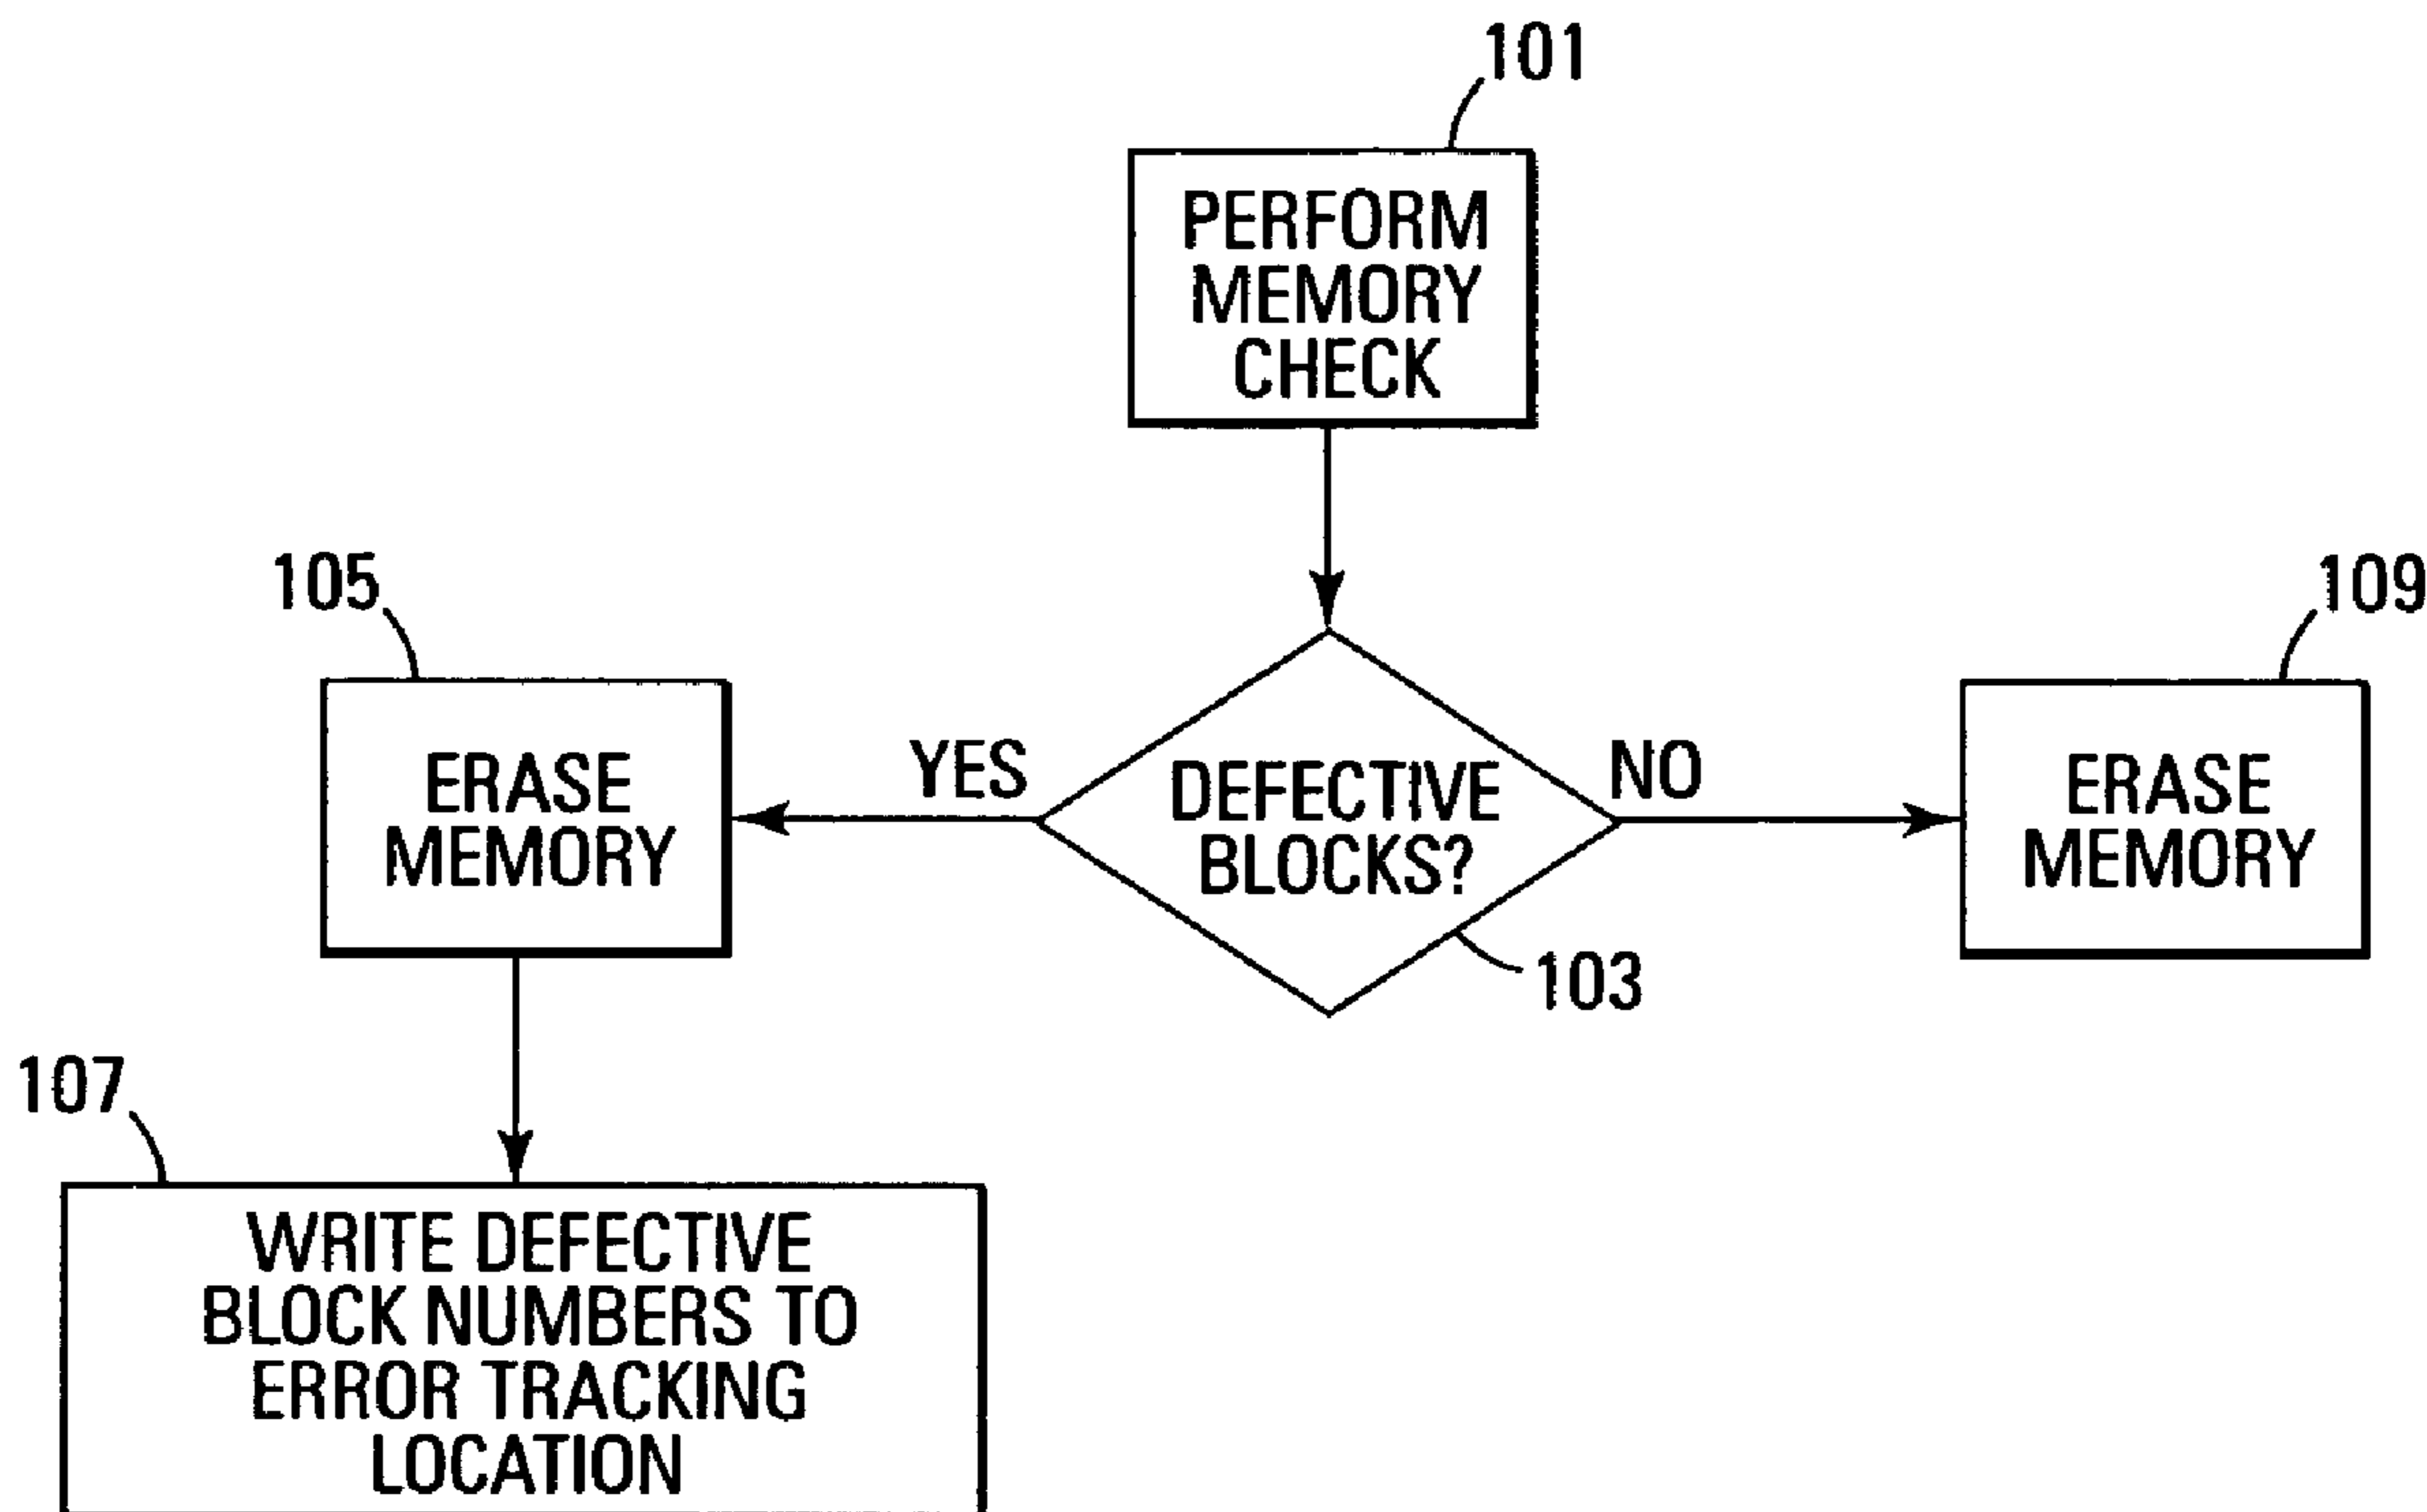 101
PERFORM
MEMORY
CHECK
105
109
ERASE
MEMORY
YES
DEFECTIVE
BLOCKS?
NO
ERASE
MEMORY
103
107
WRITE DEFECTIVE
BLOCK NUMBERS TO
ERROR TRACKING
LOCATION